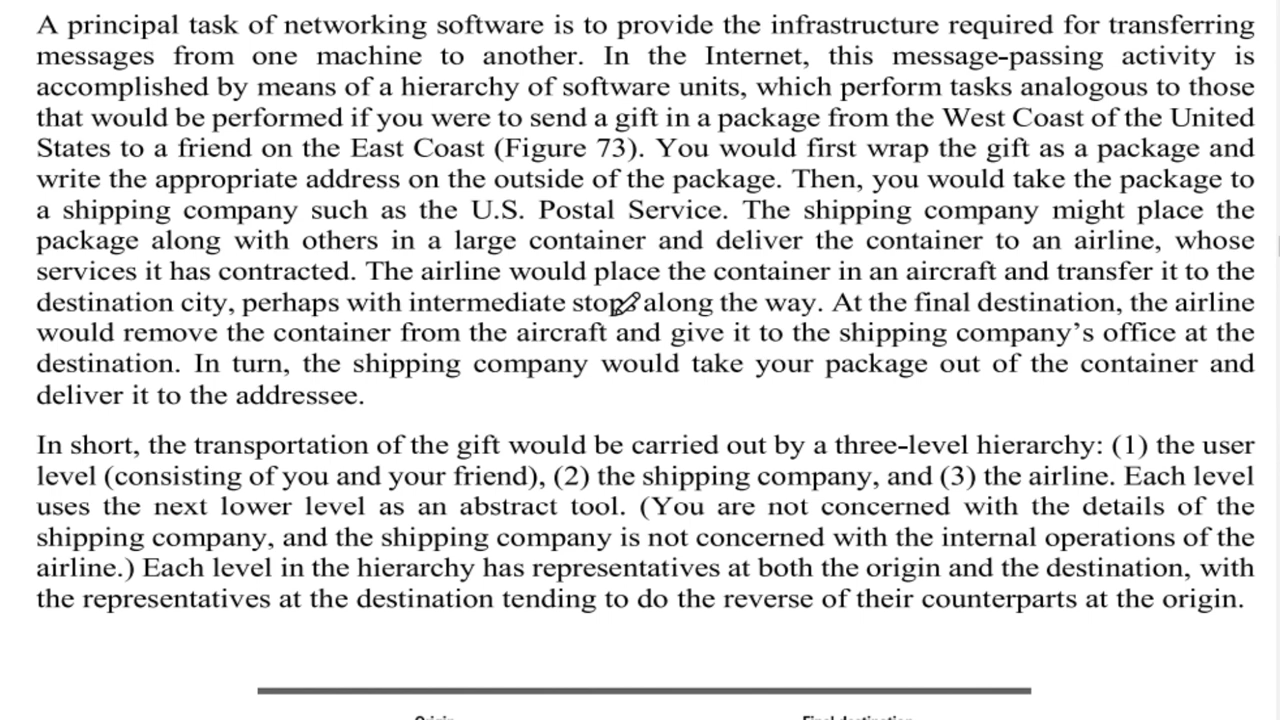 A principal task of networking software is to provide the infrastructure required for transferring
messages from one machine to another. In the Internet, this message-passing activity is
accomplished by means of a hierarchy of software units, which perform tasks analogous to those
that would be performed if you were to send a gift in a package from the West Coast of the United
States to a friend on the East Coast (Figure 73). You would first wrap the gift as a package and
write the appropriate address on the outside of the package. Then, you would take the package to
a shipping company such as the U.S. Postal Service. The shipping company might place the
package along with others in a large container and deliver the container to an airline, whose
services it has contracted. The airline would place the container in an aircraft and transfer it to the
destination city, perhaps with intermediate stops along the way. At the final destination, the airline
would remove the container from the aircraft and give it to the shipping company’s office at the
destination. In turn, the shipping company would take your package out of the container and
deliver it to the addressee.
In short, the transportation of the gift would be carried out by a three-level hierarchy: (1) the user
level (consisting of you and your friend), (2) the shipping company, and (3) the airline. Each level
uses the next lower level as an abstract tool. (You are not concerned with the details of the
shipping company, and the shipping company is not concerned with the internal operations of the
airline.) Each level in the hierarchy has representatives at both the origin and the destination, with
the representatives at the destination tending to do the reverse of their counterparts at the origin.
Origin Final destination